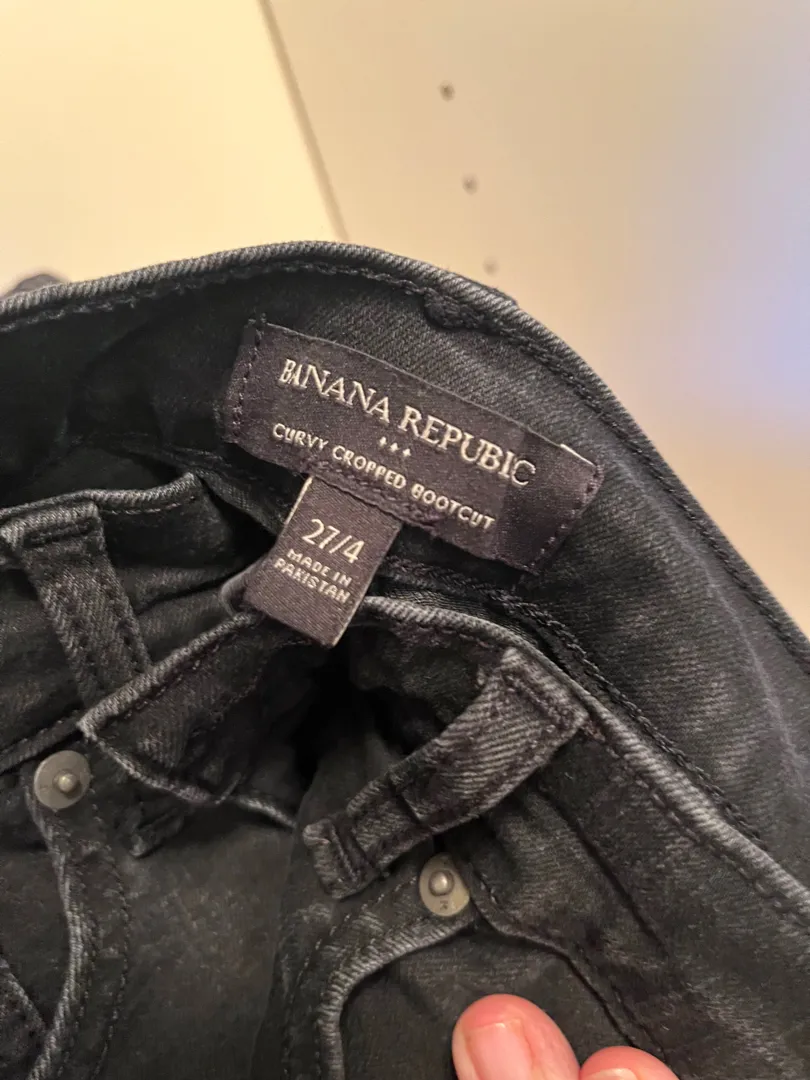 BANANA REPUBLIC
CURVY CROPPED BOOTCUT
27/4
MADE IN
PAKISTAN